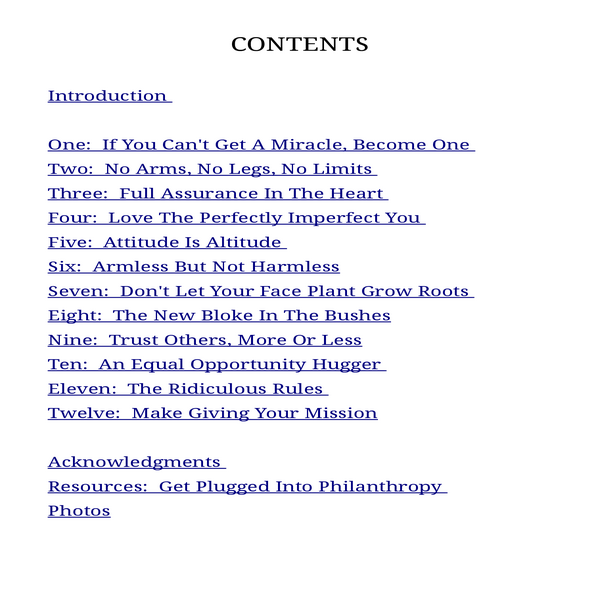 CONTENTS
Introduction
One: If You Can't Get A Miracle, Become One
Two: No Arms, No Legs, No Limits
Three: Full Assurance In The Heart
Four: Love The Perfectly Imperfect You
Five: Attitude Is Altitude
Six: Armless But Not Harmless
Seven: Don't Let Your Face Plant Grow Roots
Eight: The New Bloke In The Bushes
Nine: Trust Others, More Or Less
Ten: An Equal Opportunity Hugger
Eleven: The Ridiculous Rules
Twelve: Make Giving Your Mission
Acknowledgments
Resources: Get Plugged Into Philanthropy
Photos